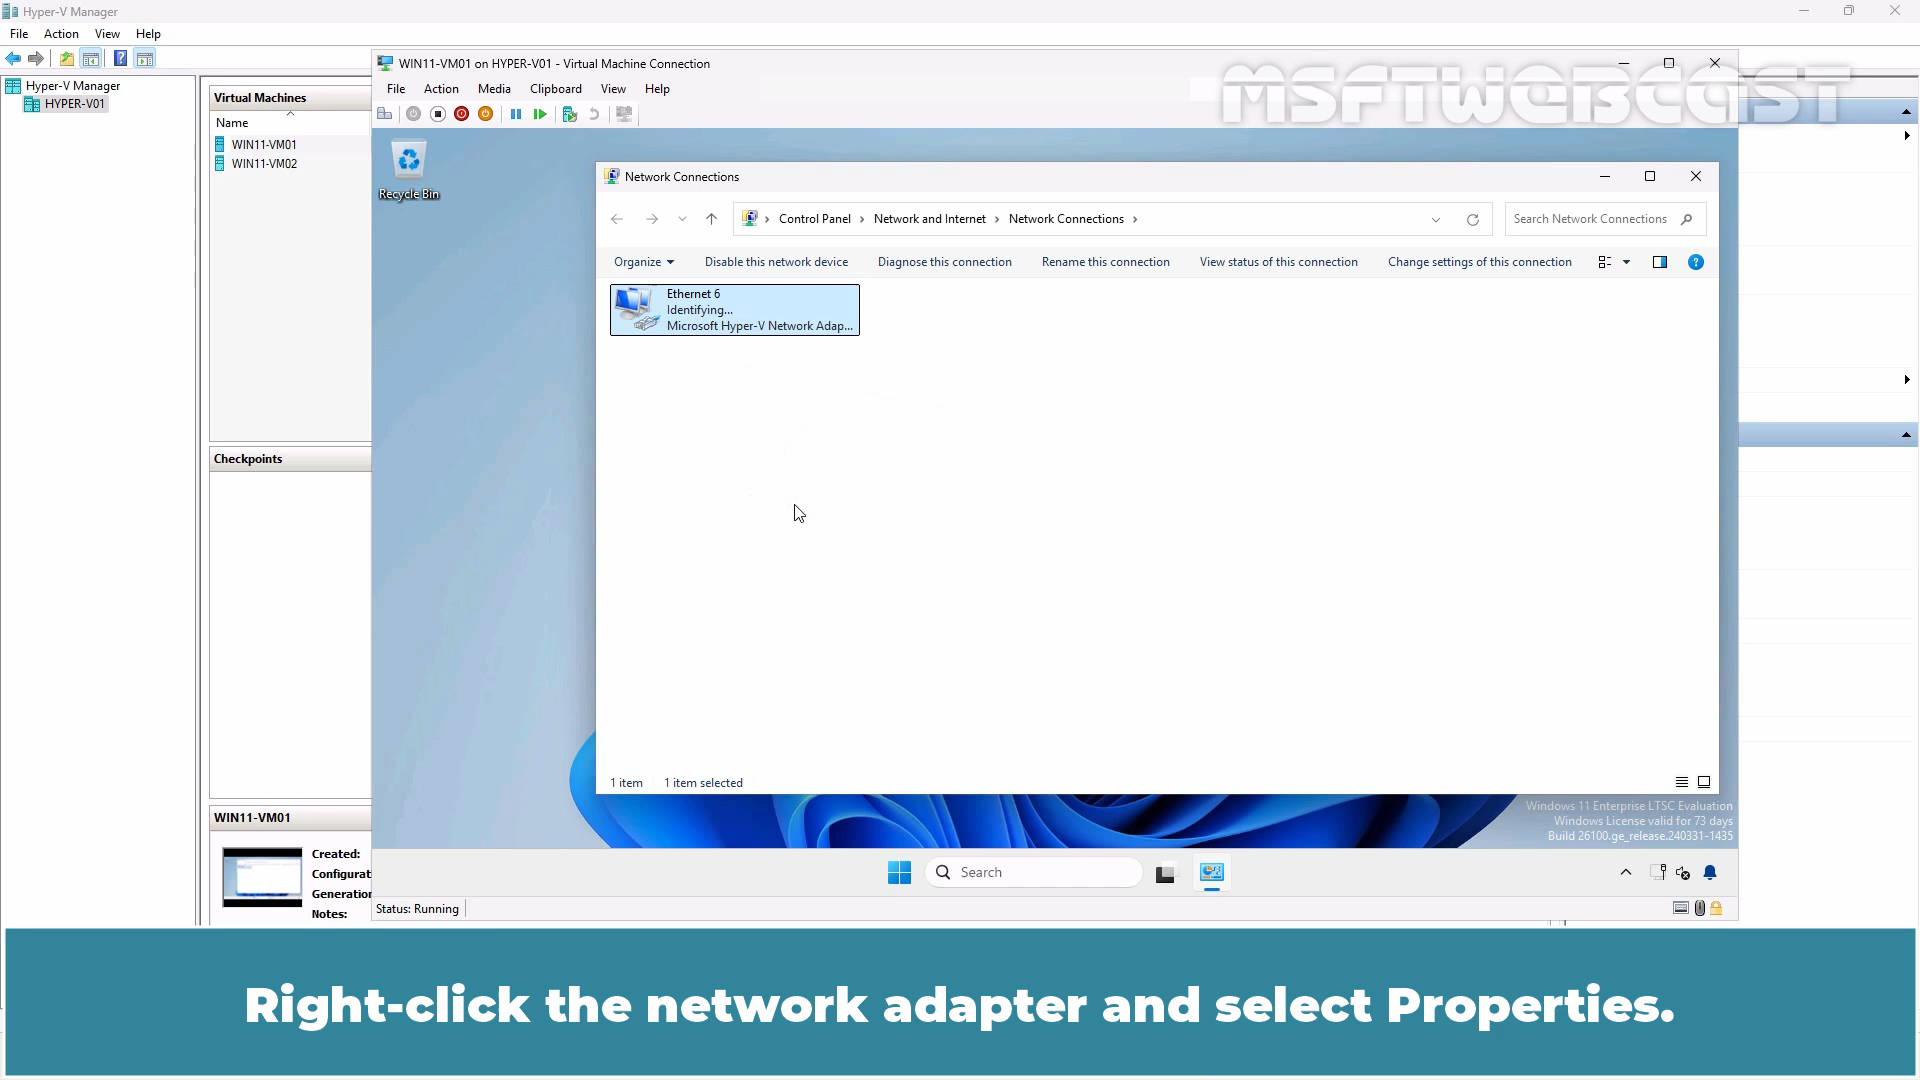 Hyper-V Manager
File Action View Help
Hyper-V Manager
HYPER-V01
Virtual Machines
Name
WIN11-VM01
WIN11-VM02
Checkpoints
WIN11-VM01
Created:
Configurat
Generation
Notes:
WIN11-VM01 on HYPER-V01 - Virtual Machine Connection
File Action Media Clipboard View Help
MSFTWEBCAST
Recycle Bin
Network Connections
Control Panel › Network and Internet › Network Connections ›
Search Network Connections
Organize Disable this network device Diagnose this connection Rename this connection View status of this connection Change settings of this connection
Ethernet 6
Identifying...
Microsoft Hyper-V Network Adap...
1 item 1 item selected
Windows 11 Enterprise LTSC Evaluation
Windows License valid for 73 days
Build 26100.ge_release.240331-1435
Search
Status: Running
Right-click the network adapter and select Properties.